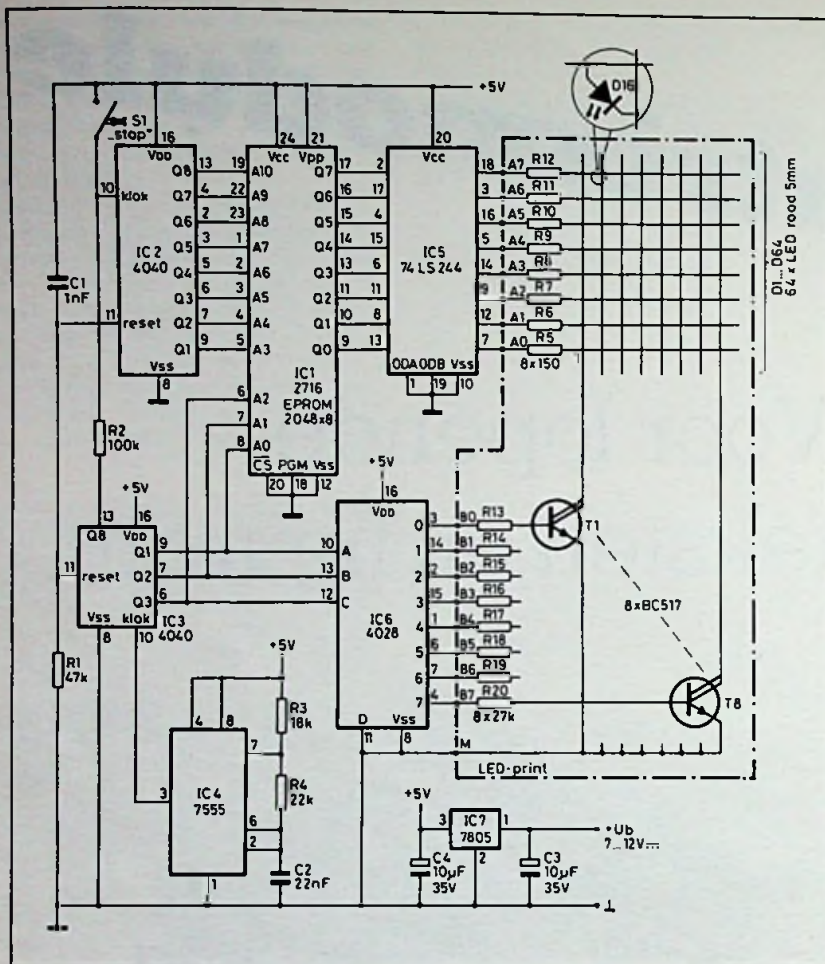 +5V
D16
S1
"stop"
16
VDD
24
Vcc
21
Vpp
20
Vcc
10
klok
IC2
4040
11
reset
Vss
8
Q8 13 19 A10
Q7 4 22 A9
Q6 2 23 A8
Q5 3 1 A7
Q4 5 2 A6
Q3 6 3 A5
Q2 7 4 A4
Q1 9 5 A3
6 A2
7 A1
8 A0
IC1
2716
EPROM
2048x8
CS PGM Vss
20 18 12
Q7 17 2
Q6 16 17
Q5 15 4
Q4 14 15
Q3 13 6
Q2 11 11
Q1 10 8
Q0 9 13
IC5
74LS244
ODA ODB Vss
1 19 10
18 A7 R12
3 A6 R11
16 A5 R10
5 A4 R9
14 A3 R8
9 A2 R7
12 A1 R6
7 A0 R5
8x150
D1...D64
64 x LED rood 5mm
C1
1nF
R2
100k
+5V
13 16
Q8 VDD
11 reset
Q1 9
Q2 7
Q3 6
Vss klok
8 10
IC3
4040
R1
47k
+5V
16
VDD
10 A
13 B
12 C
IC6
4028
D Vss
11 8
0 3 B0 R13
1 14 B1 R14
2 2 B2 R15
3 15 B3 R16
4 1 B4 R17
5 6 B5 R18
6 7 B6 R19
7 4 B7 R20
8x27k
T1
8xBC517
T8
M
LED-print
+5V
4 8
R3
18k
7
R4
22k
3
IC4
7555
6
2
1
C2
22nF
+5V
3 IC7 1
7805
2
+Ub
7...12V
C4
10µF
35V
C3
10µF
35V
⊥